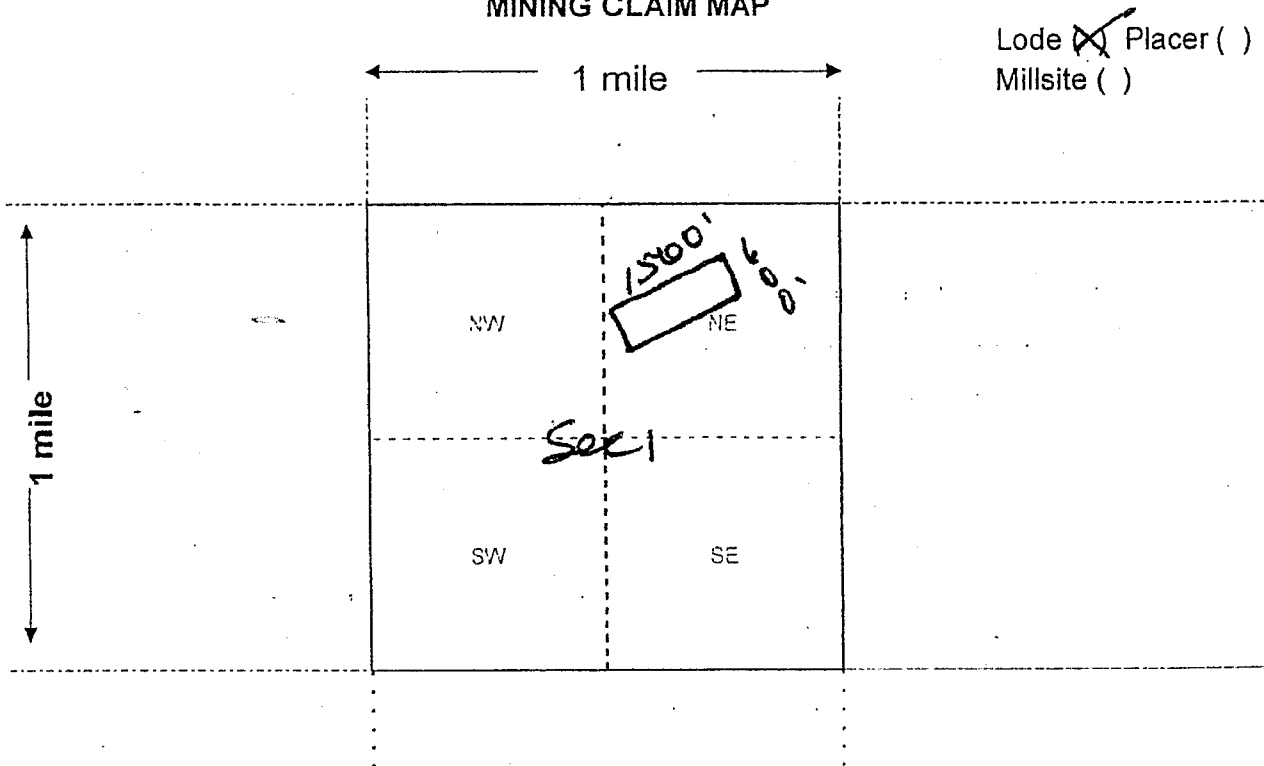 MINING CLAIM MAP
Lode (X) Placer ( )
Millsite ( )
1 mile
1500'
600'
NW
NE
1 mile
Sec 1
SW
SE